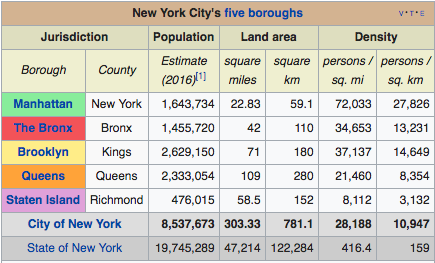 New York City's five boroughs v·t·e
Jurisdiction Population Land area Density
Borough County Estimate (2016)[1] square miles square km persons / sq. mi persons / sq. km
Manhattan New York 1,643,734 22.83 59.1 72,033 27,826
The Bronx Bronx 1,455,720 42 110 34,653 13,231
Brooklyn Kings 2,629,150 71 180 37,137 14,649
Queens Queens 2,333,054 109 280 21,460 8,354
Staten Island Richmond 476,015 58.5 152 8,112 3,132
City of New York 8,537,673 303.33 781.1 28,188 10,947
State of New York 19,745,289 47,214 122,284 416.4 159